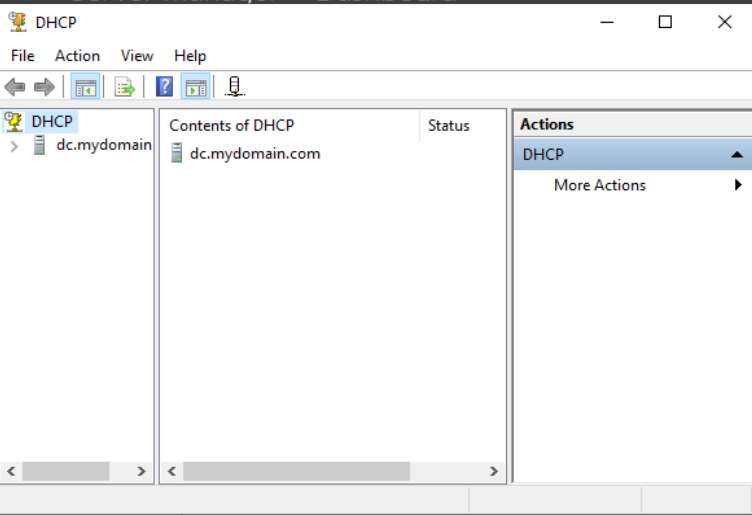 DHCP
File Action View Help
DHCP
dc.mydomain
Contents of DHCP Status
dc.mydomain.com
Actions
DHCP
More Actions